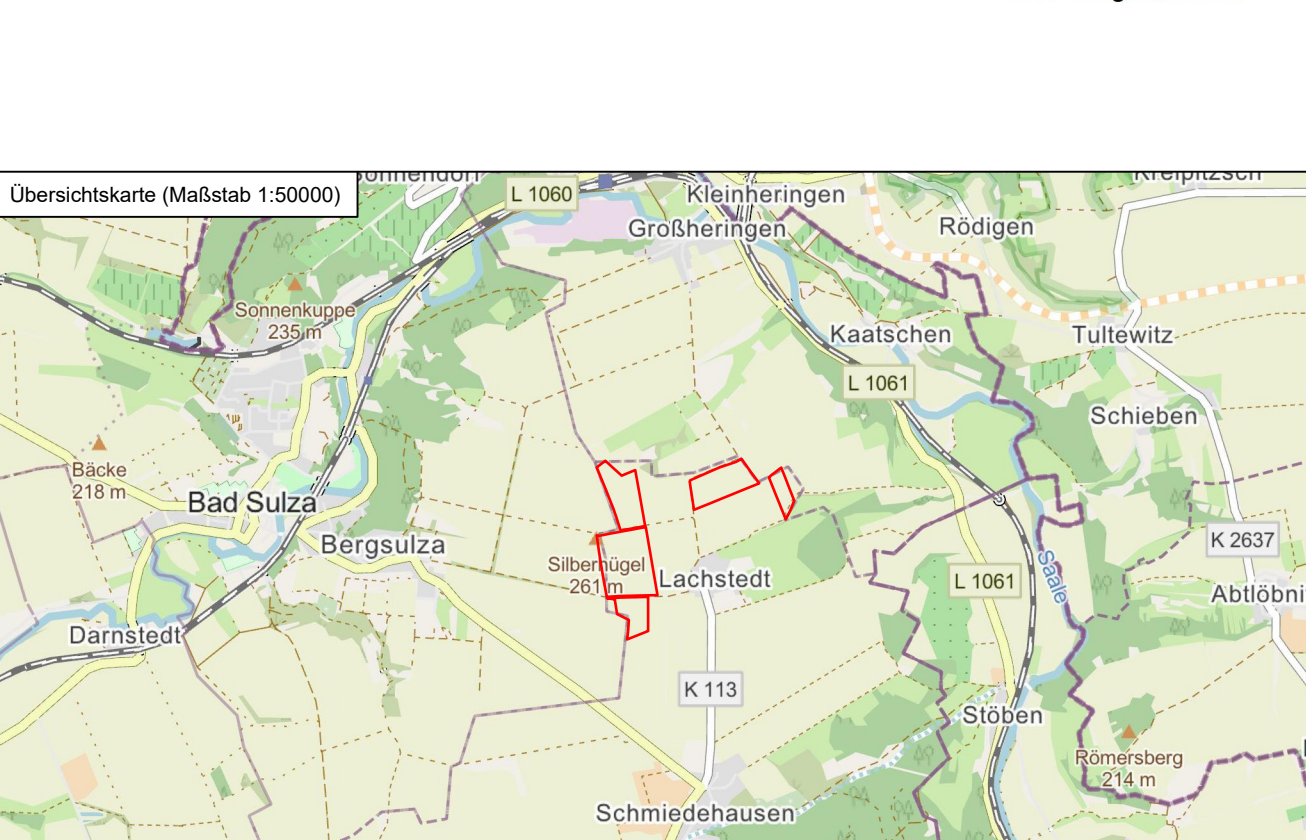 Übersichtskarte (Maßstab 1:50000)
L 1060
Kleinheringen
Großheringen
Rödigen
Sonnenkuppe
235 m
Kaatschen
Tultewitz
L 1061
Schieben
Bäcke
218 m
Bad Sulza
Bergsulza
K 2637
Silberhügel
261 m
Lachstedt
L 1061
Saale
Darnstedt
K 113
Stöben
Römersberg
214 m
Schmiedehausen